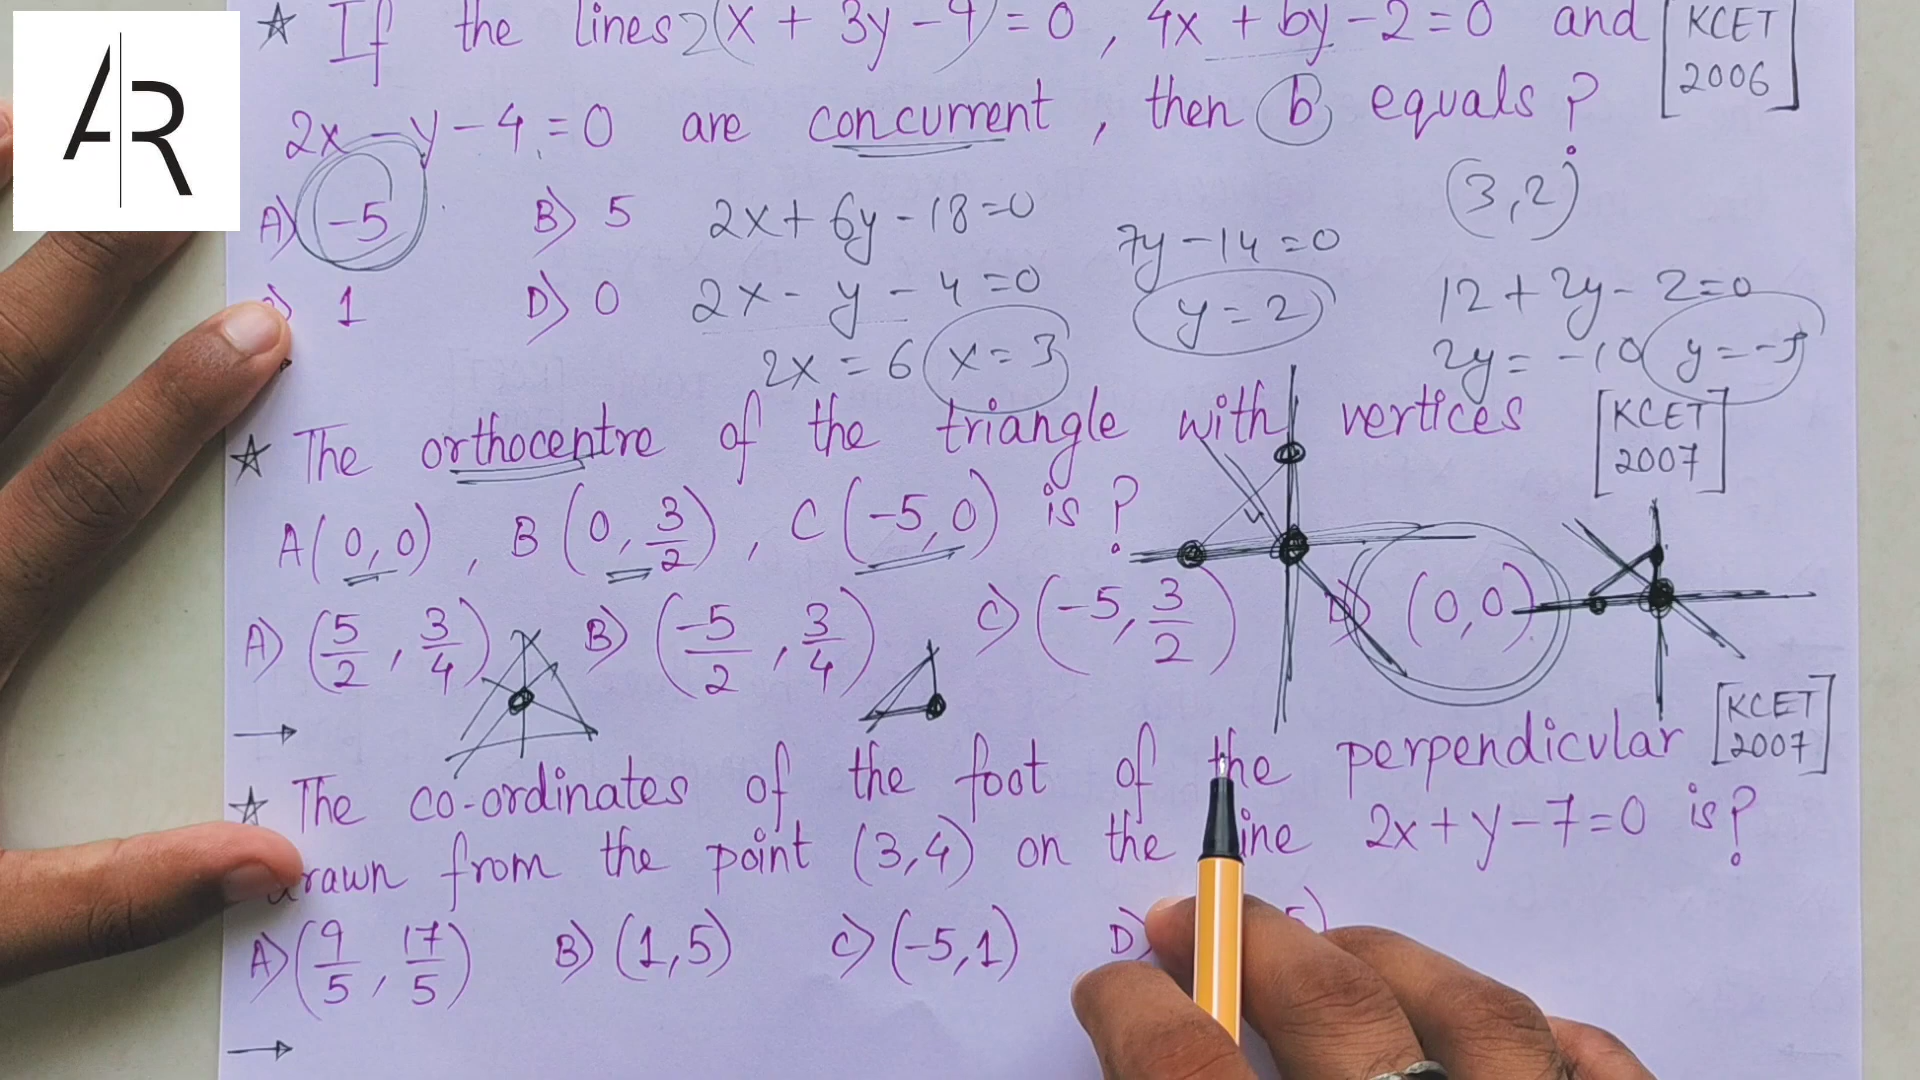 AR
☆ If the lines 2(x + 3y - 9) = 0 , 4x + by - 2 = 0 and [KCET 2006]
2x - y - 4 = 0 are concurrent , then b equals ?
(3,2)
A) -5 B) 5 2x + 6y - 18 = 0 7y - 14 = 0
1 D) 0 2x - y - 4 = 0 y = 2 12 + 2y - 2 = 0
2x = 6 x = 3 2y = -10 y = -5
☆ The orthocentre of the triangle with vertices [KCET 2007]
A(0,0) , B(0, 3/2) , C(-5,0) is ?
A) (5/2 , 3/4) B) (-5/2 , 3/4) C) (-5, 3/2) D) (0,0)
→
☆ The co-ordinates of the foot of the perpendicular [KCET 2007]
drawn from the point (3,4) on the line 2x + y - 7 = 0 is ?
A) (9/5 , 17/5) B) (1,5) C) (-5,1) D)
→